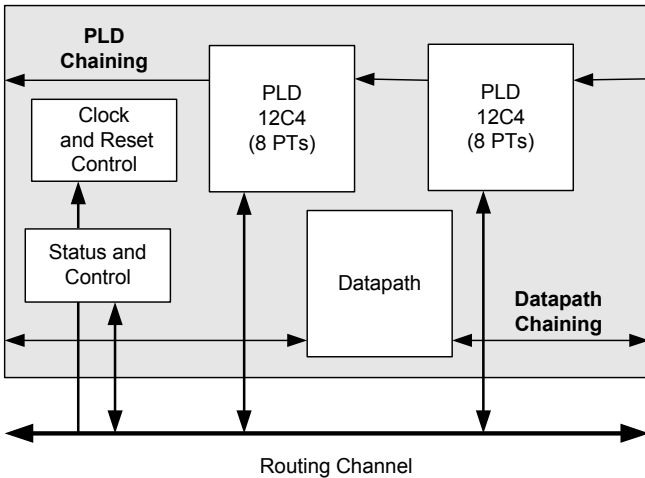 PLD
Chaining
PLD
12C4
(8 PTs)
PLD
12C4
(8 PTs)
Clock
and Reset
Control
Status and
Control
Datapath
Datapath
Chaining
Routing Channel